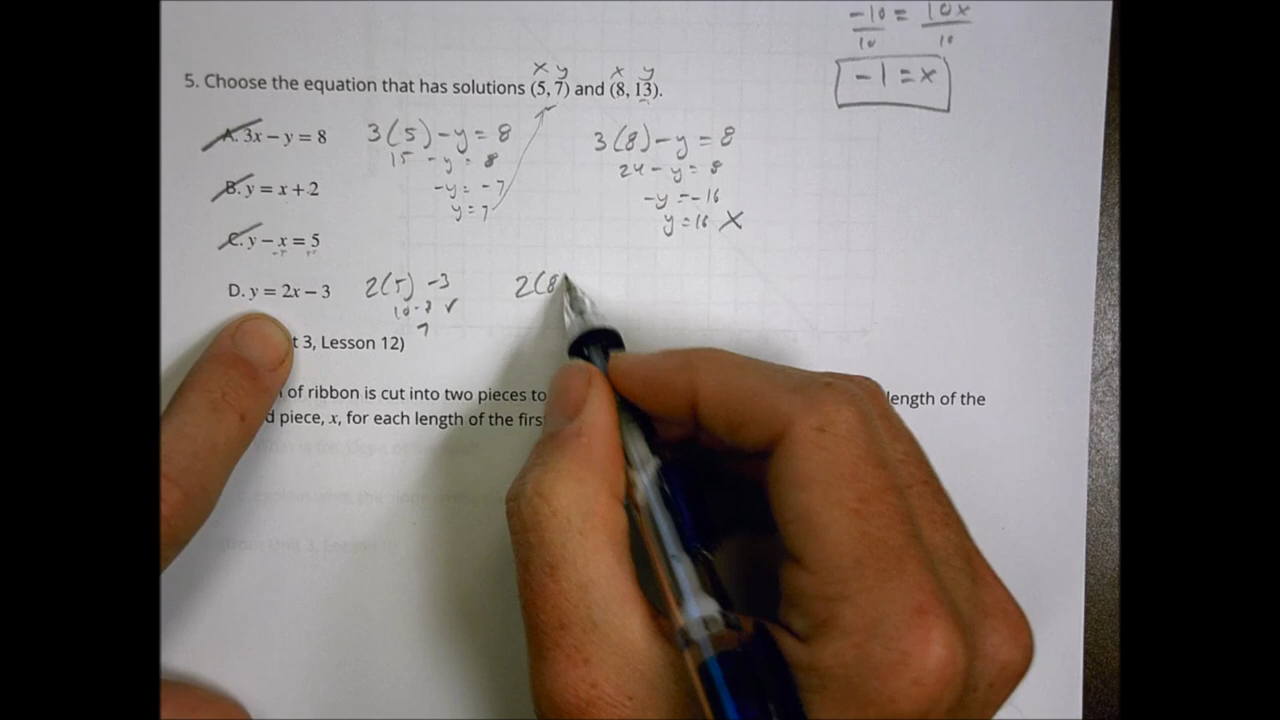 -10 = 10x
10 10
-1 = x
x y x y
5. Choose the equation that has solutions (5, 7) and (8, 13).
A. 3x − y = 8
3(5) - y = 8
15 - y = 8
-y = -7
y = 7
3(8) - y = 8
24 - y = 8
-y = -16
y = 16 X
B. y = x + 2
C. y − x = 5
D. y = 2x − 3
2(5) -3
10-3 ✓
7
2(8
t 3, Lesson 12)
of ribbon is cut into two pieces to
length of the
d piece, x, for each length of the firs